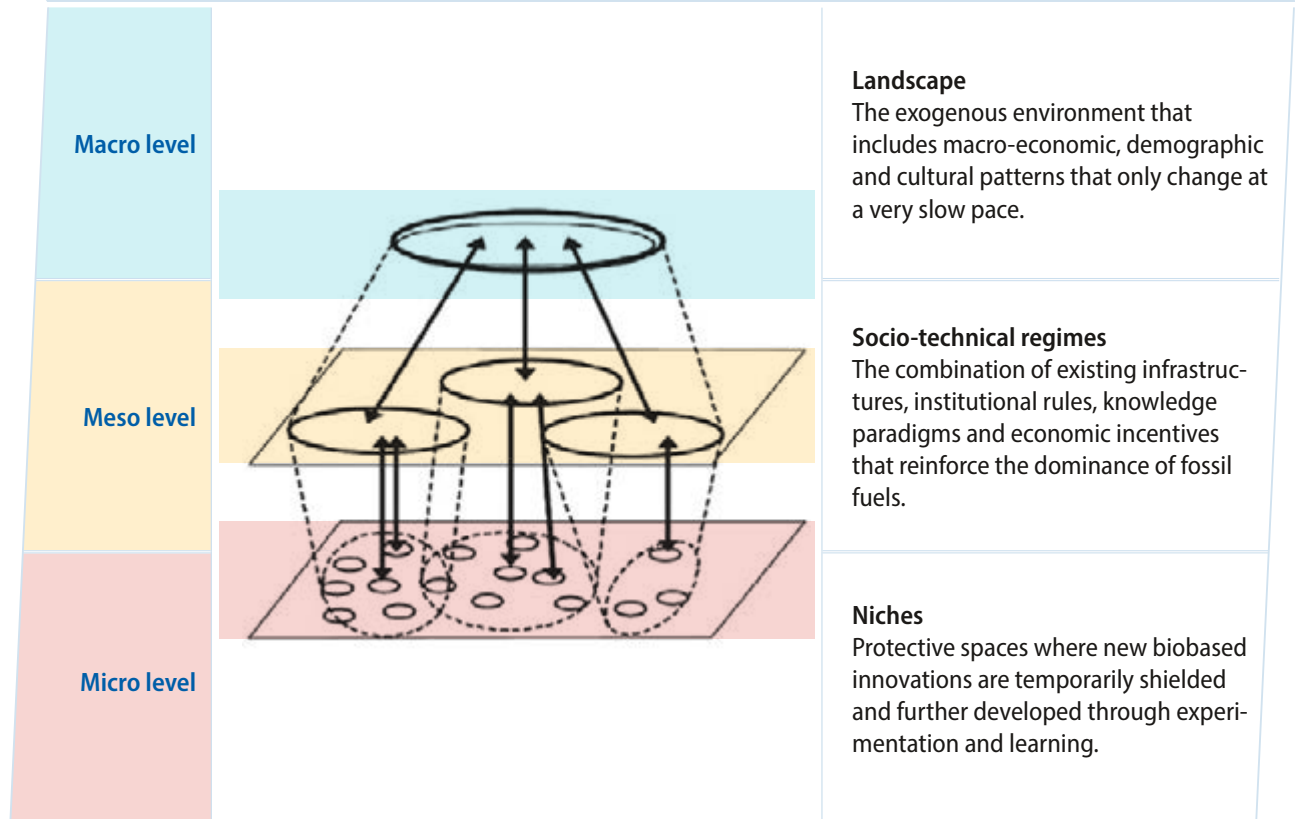 Macro level
Landscape
The exogenous environment that
includes macro-economic, demographic
and cultural patterns that only change at
a very slow pace.
Meso level
Socio-technical regimes
The combination of existing infrastruc-
tures, institutional rules, knowledge
paradigms and economic incentives
that reinforce the dominance of fossil
fuels.
Micro level
Niches
Protective spaces where new biobased
innovations are temporarily shielded
and further developed through experi-
mentation and learning.